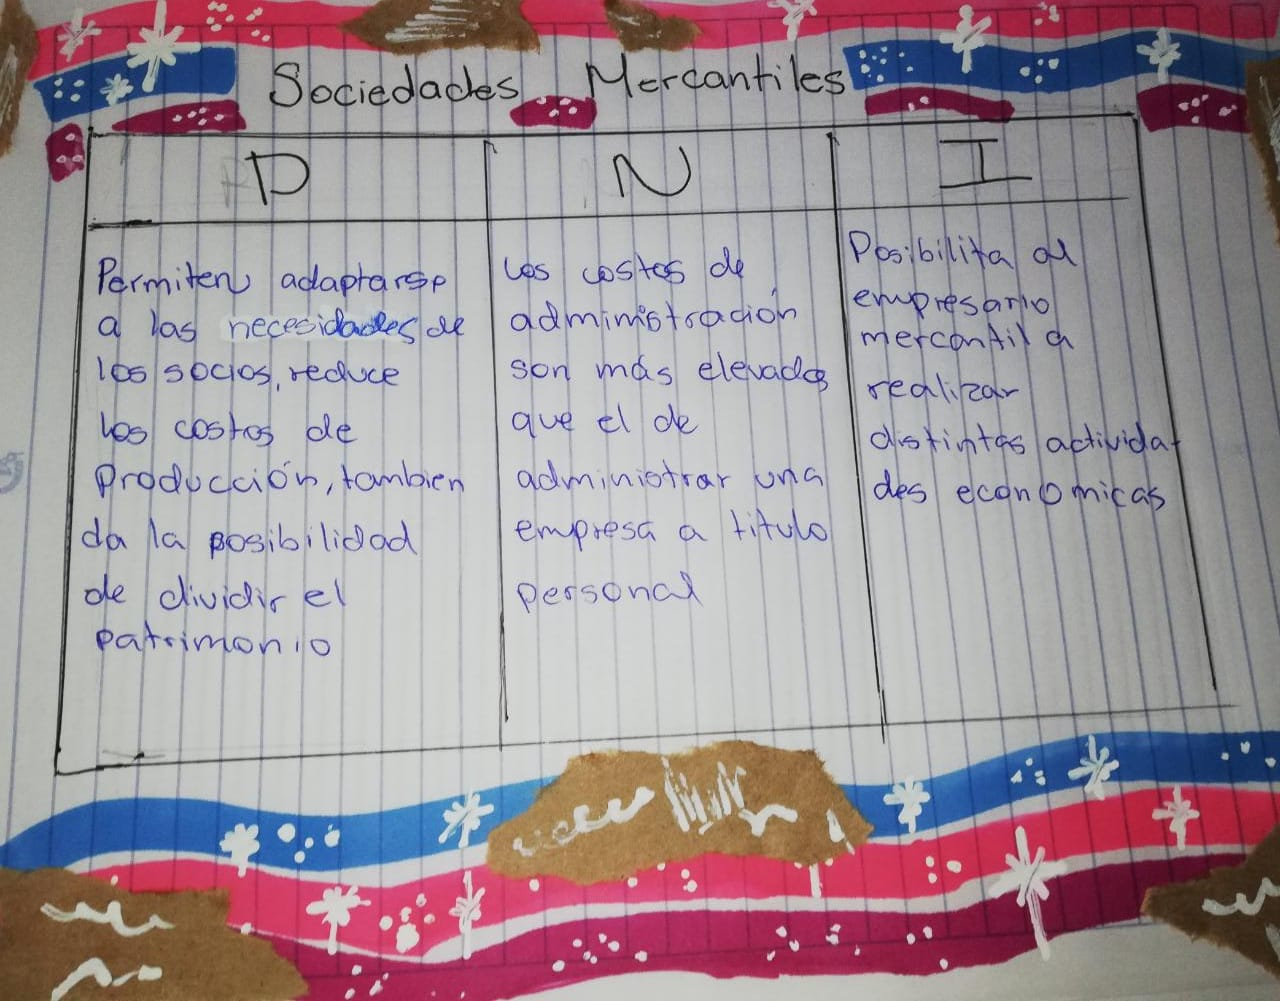 Sociedades Mercantiles
P
Permiten adaptarse
a las necesidades de
los socios, reduce
los costos de
Producción, tambien
da la posibilidad
de dividir el
patrimonio
N
Los costos de
administración
son más elevados
que el de
administrar una
empresa a titulo
personal
I
Posibilita al
empresario
mercantil a
realizar
distintas activida-
des economicas